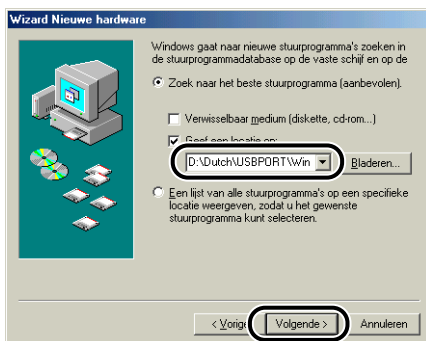 Wizard Nieuwe hardware
Windows gaat naar nieuwe stuurprogramma's zoeken in
de stuurprogrammadatabase op de vaste schijf en op de
Zoek naar het beste stuurprogramma (aanbevolen).
Verwisselbaar medium (diskette, cd-rom...)
Geef een locatie op:
D:\Dutch\USBPORT\Win
Bladeren...
Een lijst van alle stuurprogramma's op een specifieke
locatie weergeven, zodat u het gewenste
stuurprogramma kunt selecteren.
< Vorige
Volgende >
Annuleren